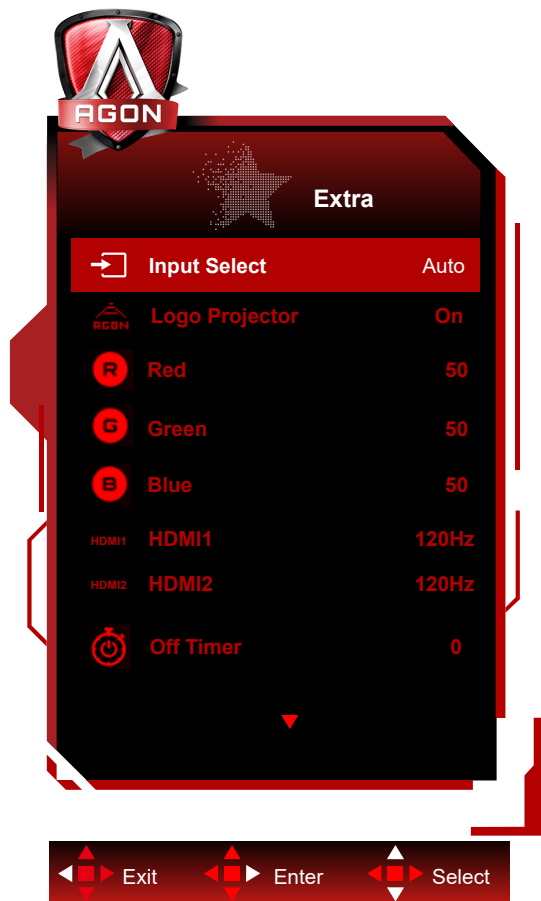 AGON
Extra
Input Select Auto
AGON Logo Projector On
R Red 50
G Green 50
B Blue 50
HDMI1 HDMI1 120Hz
HDMI2 HDMI2 120Hz
Off Timer 0
Exit Enter Select